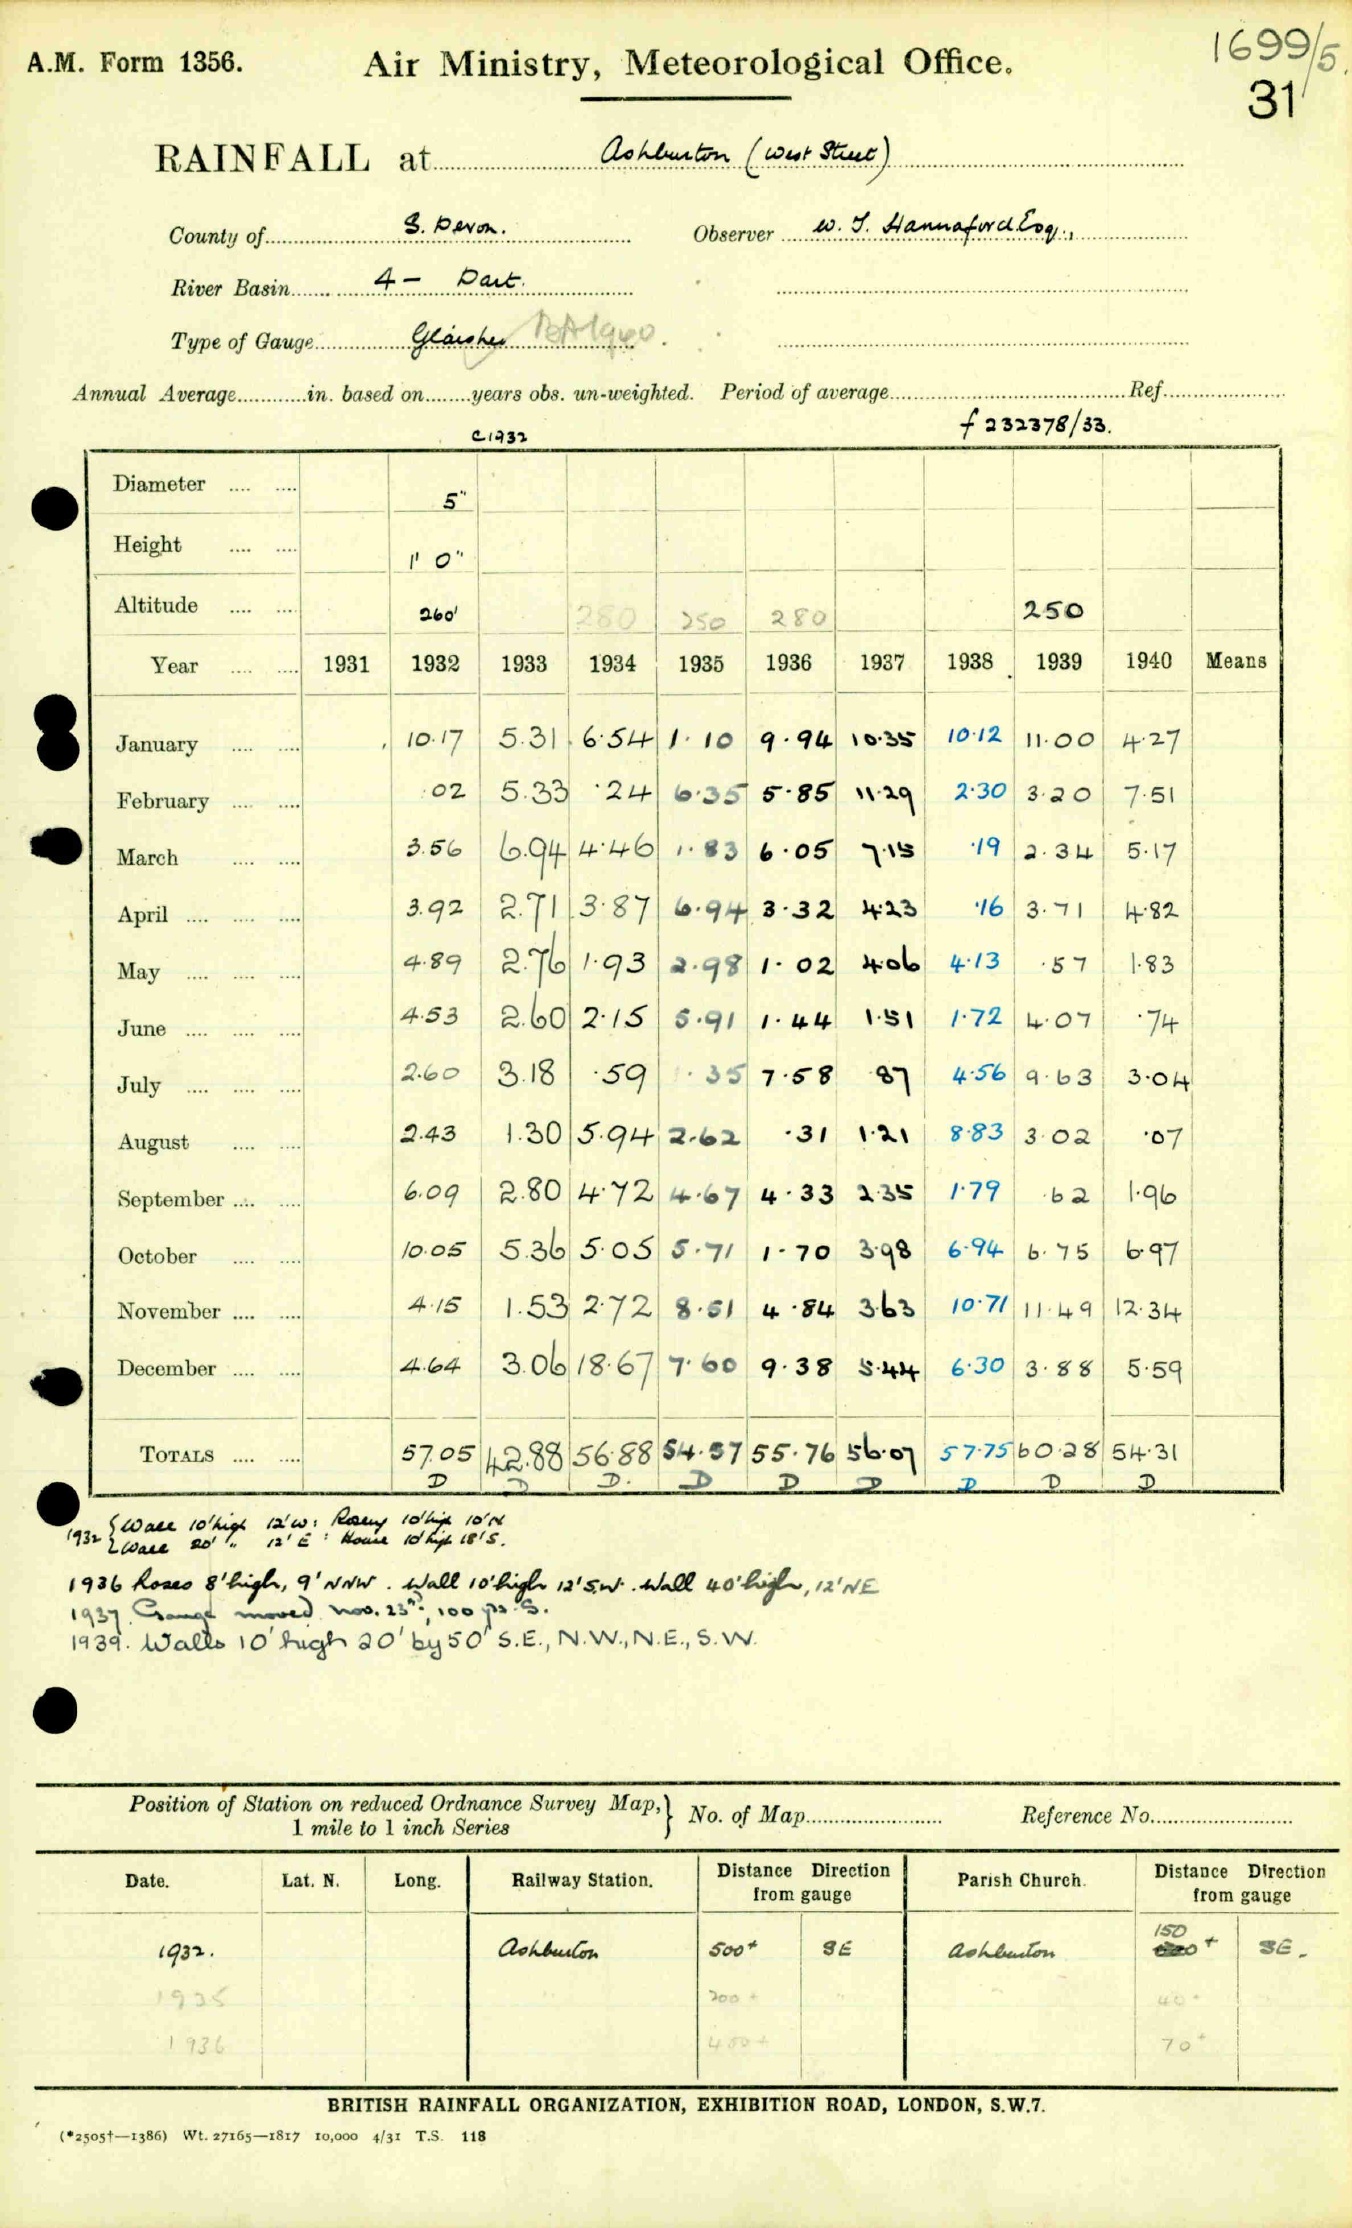 1699/5.
A.M. Form 1356. Air Ministry, Meteorological Office.
31
RAINFALL at Ashburton (West Street)
County of S. Devon. Observer W. J. Hannaford Esq.,
River Basin 4 — Dart.
Type of Gauge Glaisher
Annual Average............in. based on........years obs. un-weighted. Period of average........Ref........
c1932 f 232378/33.
Diameter .... .... 5"
Height .... .... 1' 0"
Altitude .... .... 260' 280 250 280 250
Year .... .... 1931 1932 1933 1934 1935 1936 1937 1938 1939 1940 Means
January .... .... 10.17 5.31 6.54 1.10 9.94 10.35 10.12 11.00 4.27
February .... .... .02 5.33 .24 6.35 5.85 11.29 2.30 3.20 7.51
March .... .... 3.56 6.94 4.46 1.83 6.05 7.15 .19 2.34 5.17
April .... .... .... 3.92 2.71 3.87 6.94 3.32 4.23 .16 3.71 4.82
May .... .... .... 4.89 2.76 1.93 2.98 1.02 4.06 4.13 .57 1.83
June .... .... .... 4.53 2.60 2.15 5.91 1.44 1.51 1.72 4.07 .74
July .... .... .... 2.60 3.18 .59 1.35 7.58 .87 4.56 9.63 3.04
August .... .... 2.43 1.30 5.94 2.62 .31 1.21 8.83 3.02 .07
September .... .... 6.09 2.80 4.72 4.67 4.33 2.35 1.79 .62 1.96
October .... .... 10.05 5.36 5.05 5.71 1.70 3.98 6.94 6.75 6.97
November .... .... 4.15 1.53 2.72 8.51 4.84 3.63 10.71 11.49 12.34
December .... .... 4.64 3.06 18.67 7.60 9.38 5.44 6.30 3.88 5.59
TOTALS .... .... 57.05 42.88 56.88 54.57 55.76 56.07 57.75 60.28 54.31
D D D. D D D D D D
1932 {Wall 10' high 12' W: Rosery 10' high 10' N
Wall 20' " 12' E: House 10' high 18' S.
1936 Roses 8' high, 9' NNW. Wall 10' high 12' S.W. Wall 40' high, 12' NE
1937. Gauge moved Nov. 23rd, 100 yds S.
1939. Walls 10' high 20' by 50' S.E., N.W., N.E., S.W.
Position of Station on reduced Ordnance Survey Map,} No. of Map........ Reference No........
1 mile to 1 inch Series
Date. Lat. N. Long. Railway Station. Distance Direction from gauge Parish Church. Distance Direction from gauge
1932. Ashburton 500+ SE Ashburton 150+ SE.
1935 200+ " " 40+
1936 400+ 70+
BRITISH RAINFALL ORGANIZATION, EXHIBITION ROAD, LONDON, S.W.7.
(*2505†—1386) Wt. 27165—1817 10,000 4/31 T.S. 118